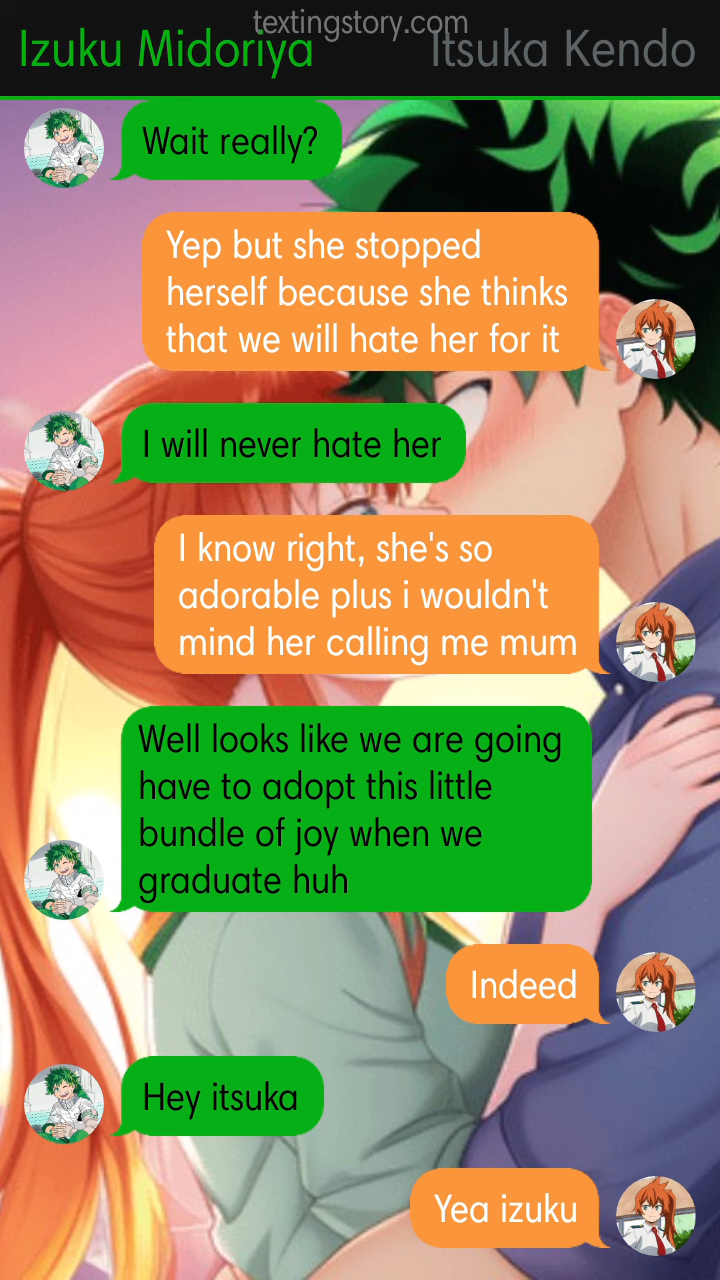 textingstory.com
Izuku Midoriya Itsuka Kendo
Wait really?
Yep but she stopped
herself because she thinks
that we will hate her for it
I will never hate her
I know right, she's so
adorable plus i wouldn't
mind her calling me mum
Well looks like we are going
have to adopt this little
bundle of joy when we
graduate huh
Indeed
Hey itsuka
Yea izuku